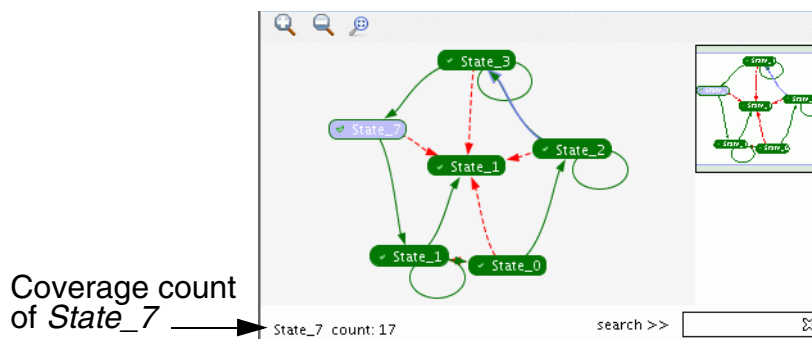 State_3
State_7
State_2
State_1
State_1
State_0
Coverage count
of State_7
State_7 count: 17
search >>